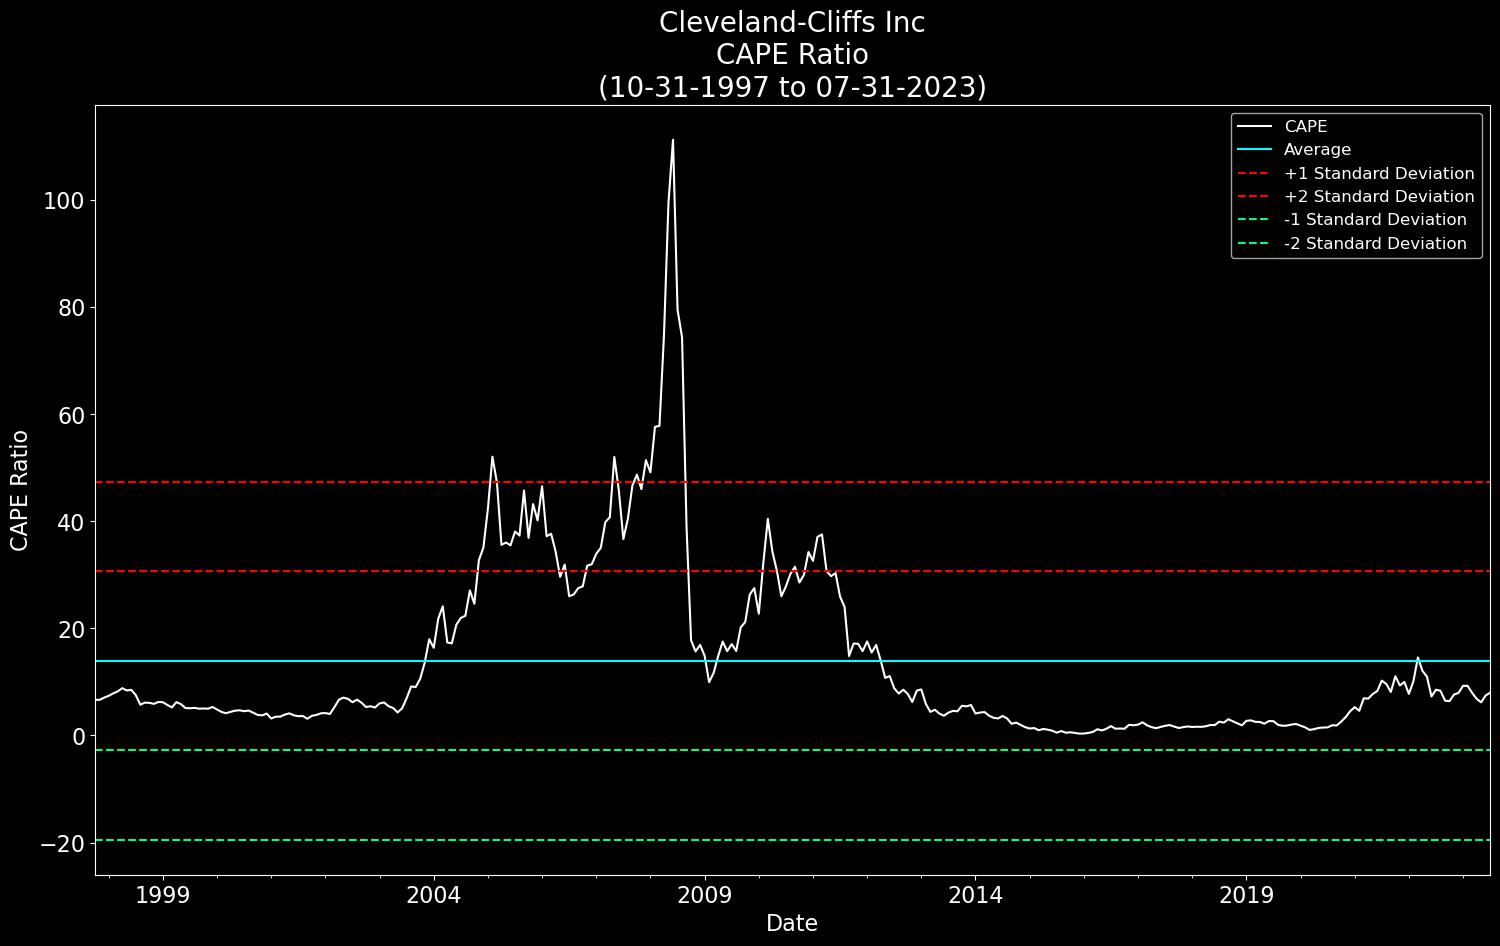 Cleveland-Cliffs Inc
CAPE Ratio
(10-31-1997 to 07-31-2023)
CAPE
Average
+1 Standard Deviation
+2 Standard Deviation
-1 Standard Deviation
-2 Standard Deviation
CAPE Ratio
100
80
60
40
20
0
−20
1999
2004
2009
2014
2019
Date